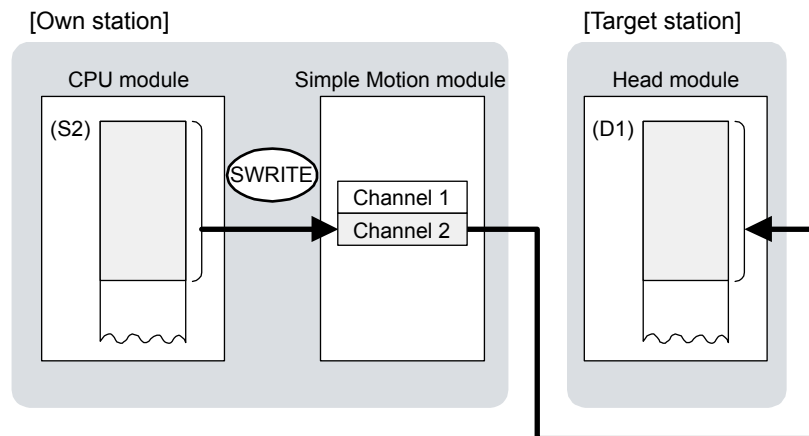 [Own station]
[Target station]
CPU module
Simple Motion module
Head module
(S2)
(D1)
SWRITE
Channel 1
Channel 2